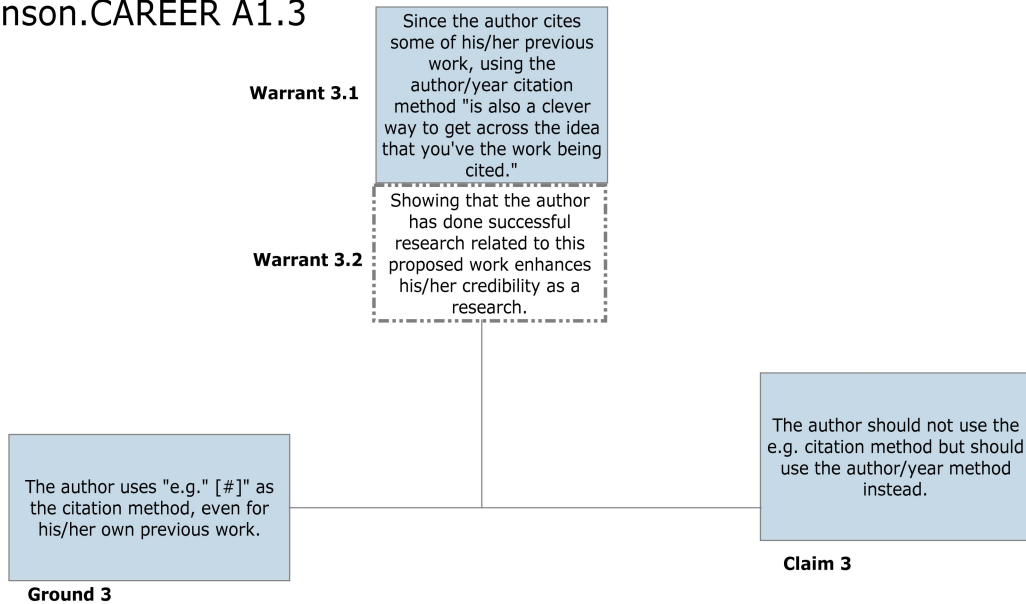 nson.CAREER A1.3
Since the author cites
some of his/her previous
work, using the
author/year citation
method "is also a clever
way to get across the idea
that you've the work being
cited."
Warrant 3.1
Showing that the author
has done successful
research related to this
proposed work enhances
his/her credibility as a
research.
Warrant 3.2
The author should not use the
e.g. citation method but should
use the author/year method
instead.
Claim 3
The author uses "e.g." [#]" as
the citation method, even for
his/her own previous work.
Ground 3